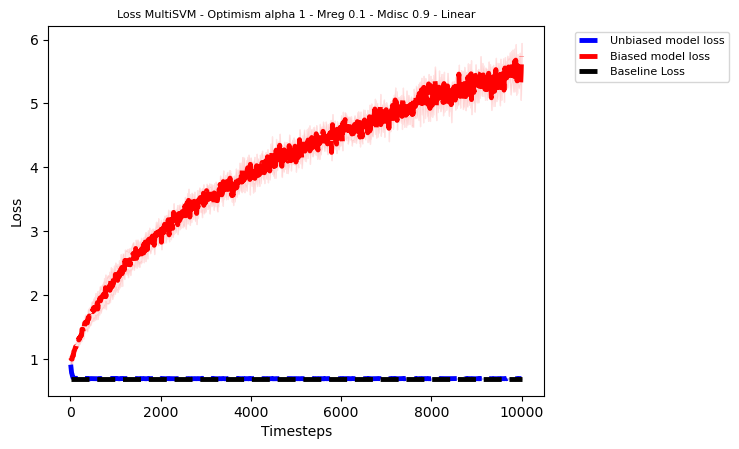 Loss MultiSVM - Optimism alpha 1 - Mreg 0.1 - Mdisc 0.9 - Linear
Unbiased model loss
Biased model loss
Baseline Loss
6
5
4
3
2
1
Loss
0
2000
4000
6000
8000
10000
Timesteps